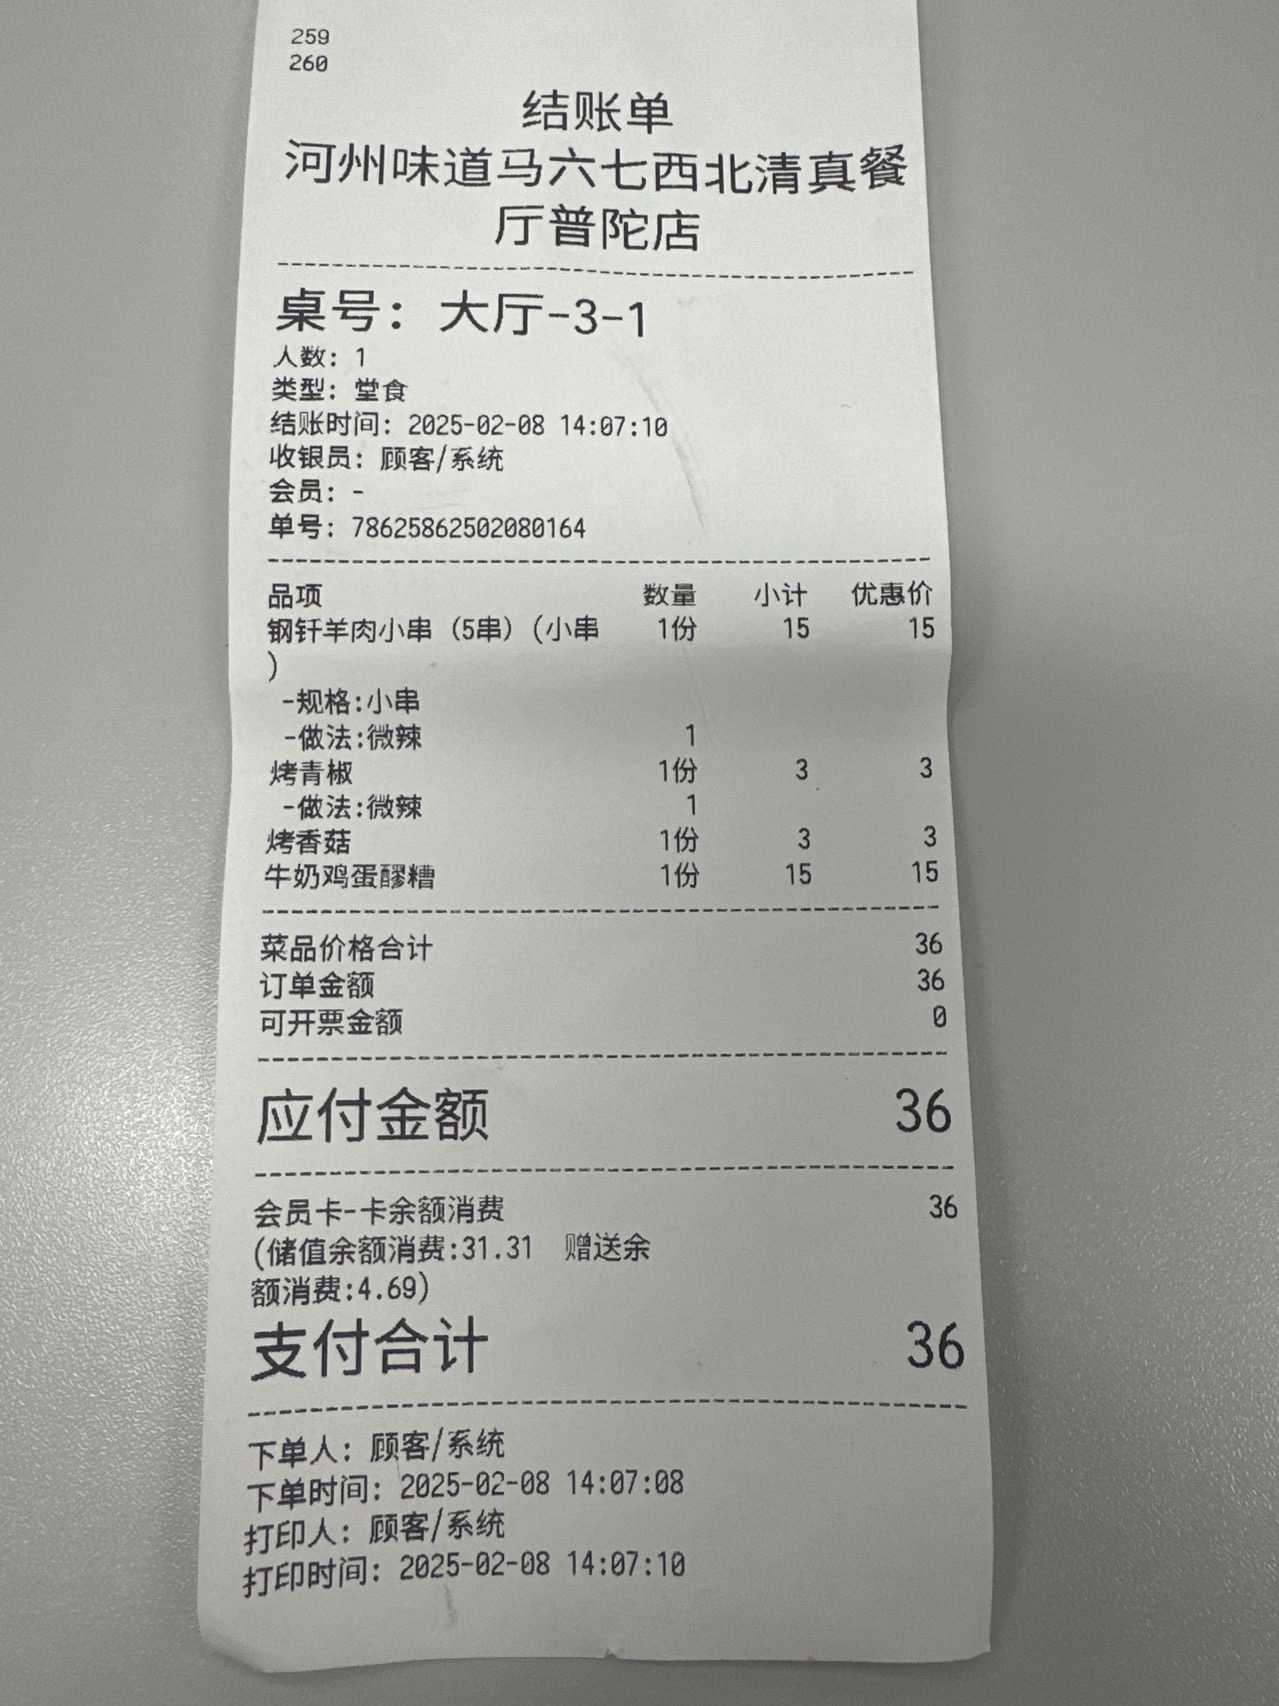 259
260
结账单
河州味道马六七西北清真餐
厅普陀店
桌号：大厅-3-1
人数：1
类型：堂食
结账时间：2025-02-08 14:07:10
收银员：顾客/系统
会员：-
单号：78625862502080164
品项 数量 小计 优惠价
钢钎羊肉小串（5串）(小串 1份 15 15
)
-规格:小串
-做法:微辣 1
烤青椒 1份 3 3
-做法:微辣 1
烤香菇 1份 3 3
牛奶鸡蛋醪糟 1份 15 15
菜品价格合计 36
订单金额 36
可开票金额 0
应付金额 36
会员卡-卡余额消费 36
(储值余额消费:31.31 赠送余
额消费:4.69)
支付合计 36
下单人：顾客/系统
下单时间：2025-02-08 14:07:08
打印人：顾客/系统
打印时间：2025-02-08 14:07:10